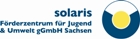 solaris
Förderzentrum für Jugend
& Umwelt gGmbH Sachsen